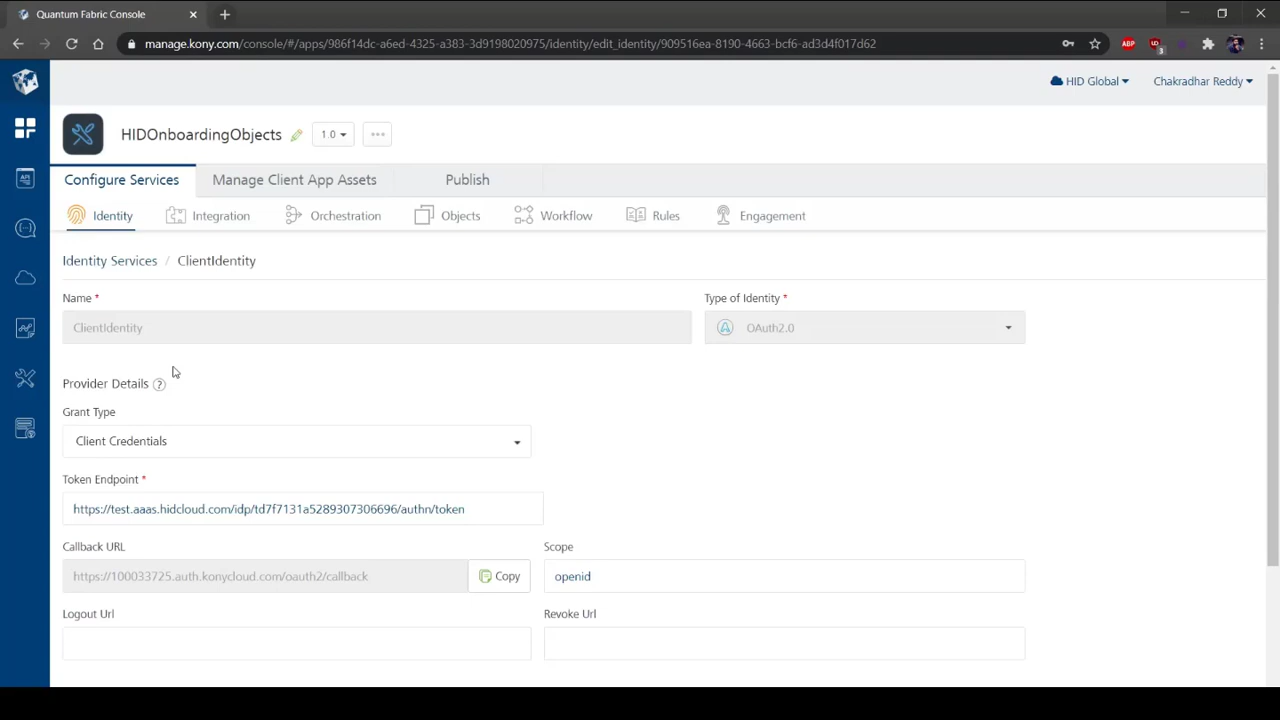 Quantum Fabric Console
manage.kony.com/console/#/apps/986f14dc-a6ed-4325-a383-3d9198020975/identity/edit_identity/909516ea-8190-4663-bcf6-ad3d4f017d62
ABP
3
HID Global
Chakradhar Reddy
HIDOnboardingObjects
1.0
API
Configure Services
Manage Client App Assets
Publish
Identity
Integration
Orchestration
Objects
Workflow
Rules
Engagement
Identity Services / ClientIdentity
Name *
Type of Identity *
ClientIdentity
OAuth2.0
Provider Details ?
Grant Type
Client Credentials
Token Endpoint *
https://test.aaas.hidcloud.com/idp/td7f7131a5289307306696/authn/token
Callback URL
Scope
https://100033725.auth.konycloud.com/oauth2/callback
Copy
openid
Logout Url
Revoke Url